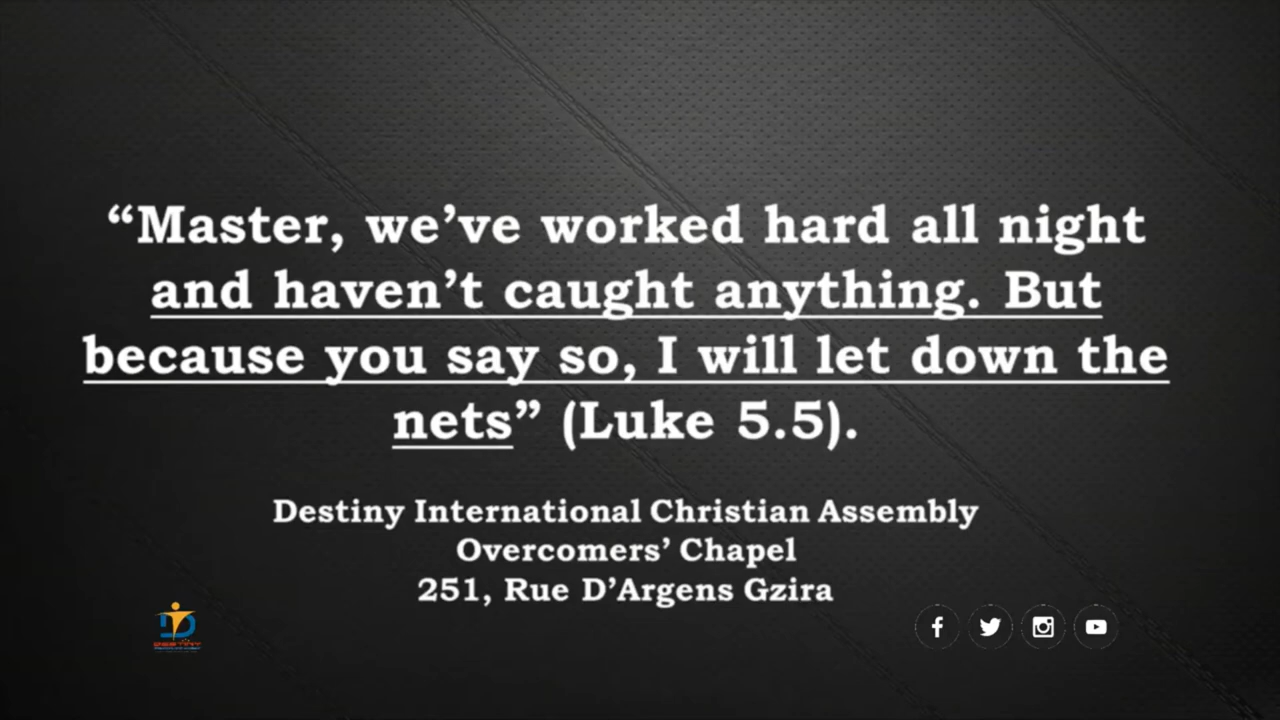 “Master, we’ve worked hard all night
and haven’t caught anything. But
because you say so, I will let down the
nets” (Luke 5.5).
Destiny International Christian Assembly
Overcomers’ Chapel
251, Rue D’Argens Gzira